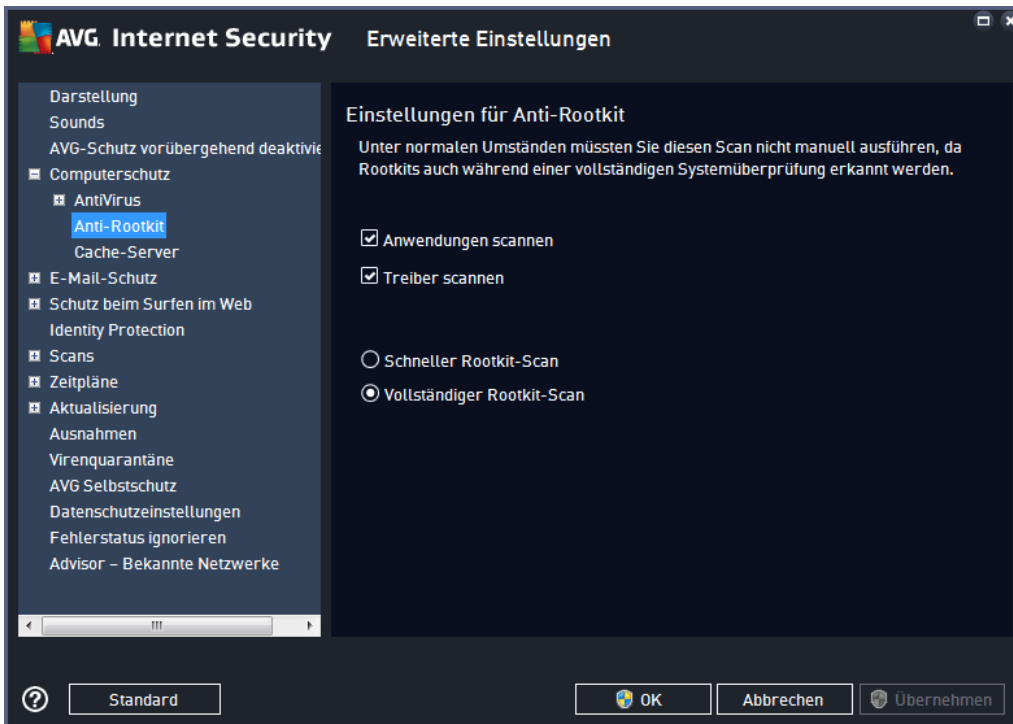 AVG. Internet Security Erweiterte Einstellungen
Darstellung
Sounds
AVG-Schutz vorübergehend deaktivie
Computerschutz
AntiVirus
Anti-Rootkit
Cache-Server
E-Mail-Schutz
Schutz beim Surfen im Web
Identity Protection
Scans
Zeitpläne
Aktualisierung
Ausnahmen
Virenquarantäne
AVG Selbstschutz
Datenschutzeinstellungen
Fehlerstatus ignorieren
Advisor – Bekannte Netzwerke
Einstellungen für Anti-Rootkit
Unter normalen Umständen müssten Sie diesen Scan nicht manuell ausführen, da
Rootkits auch während einer vollständigen Systemüberprüfung erkannt werden.
Anwendungen scannen
Treiber scannen
Schneller Rootkit-Scan
Vollständiger Rootkit-Scan
? Standard OK Abbrechen Übernehmen